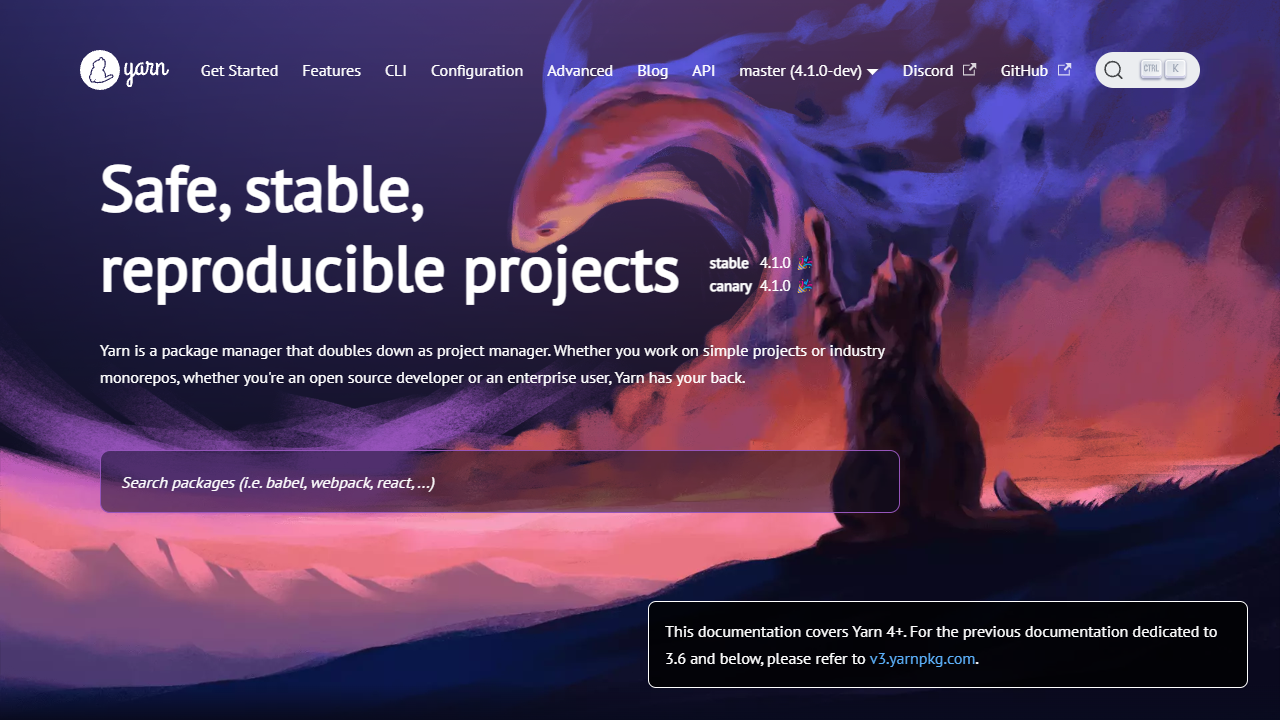 yarn Get Started Features CLI Configuration Advanced Blog API master (4.1.0-dev) Discord GitHub CTRL K
Safe, stable,
reproducible projects
stable 4.1.0 🎉
canary 4.1.0 🎉
Yarn is a package manager that doubles down as project manager. Whether you work on simple projects or industry
monorepos, whether you're an open source developer or an enterprise user, Yarn has your back.
Search packages (i.e. babel, webpack, react, ...)
This documentation covers Yarn 4+. For the previous documentation dedicated to
3.6 and below, please refer to v3.yarnpkg.com.